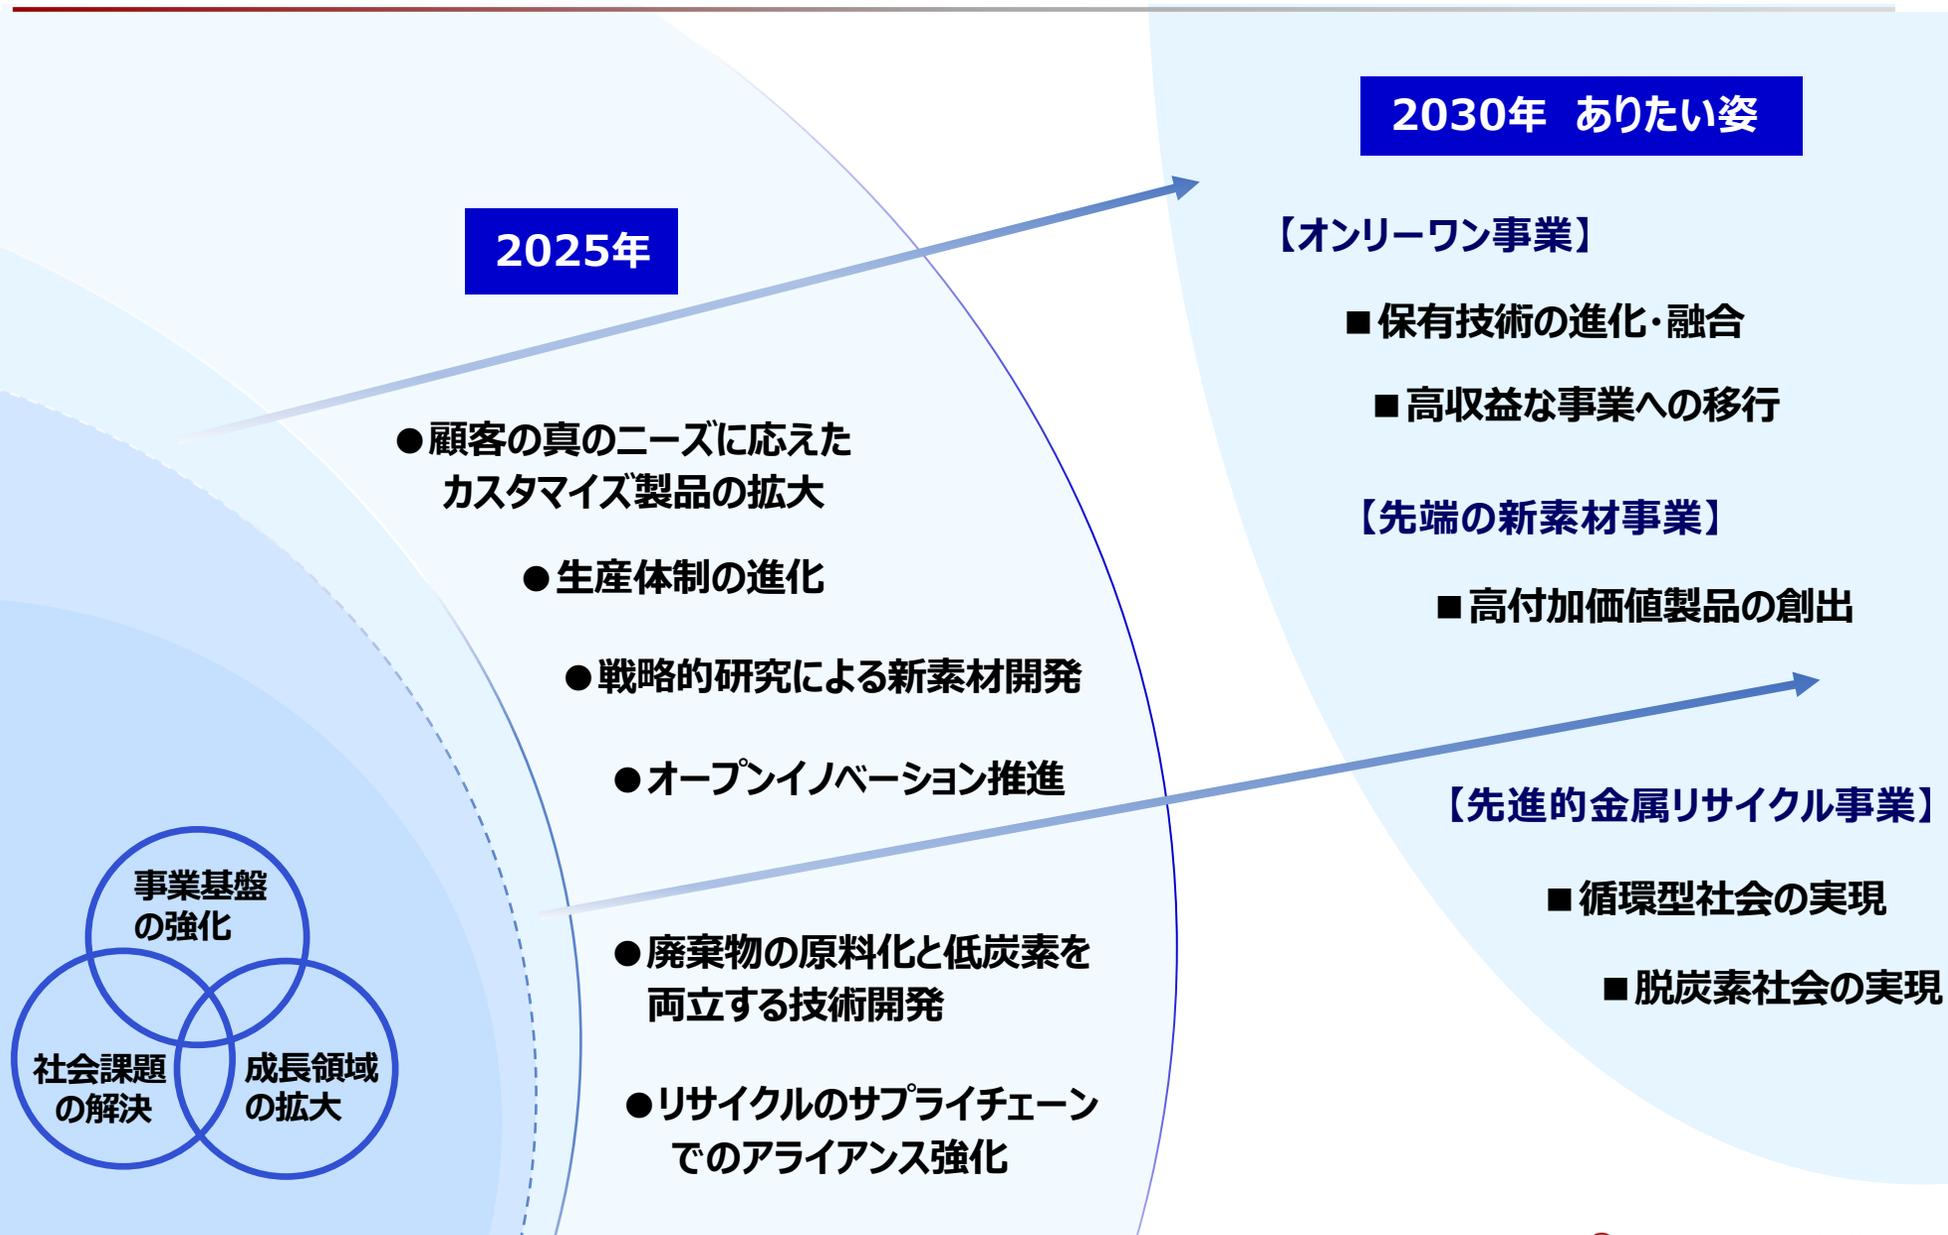 2025年
●顧客の真のニーズに応えた
カスタマイズ製品の拡大
●生産体制の進化
●戦略的研究による新素材開発
●オープンイノベーション推進
●廃棄物の原料化と低炭素を
両立する技術開発
●リサイクルのサプライチェーン
でのアライアンス強化
事業基盤
の強化
社会課題
の解決
成長領域
の拡大
2030年 ありたい姿
【オンリーワン事業】
■保有技術の進化・融合
■高収益な事業への移行
【先端の新素材事業】
■高付加価値製品の創出
【先進的金属リサイクル事業】
■循環型社会の実現
■脱炭素社会の実現